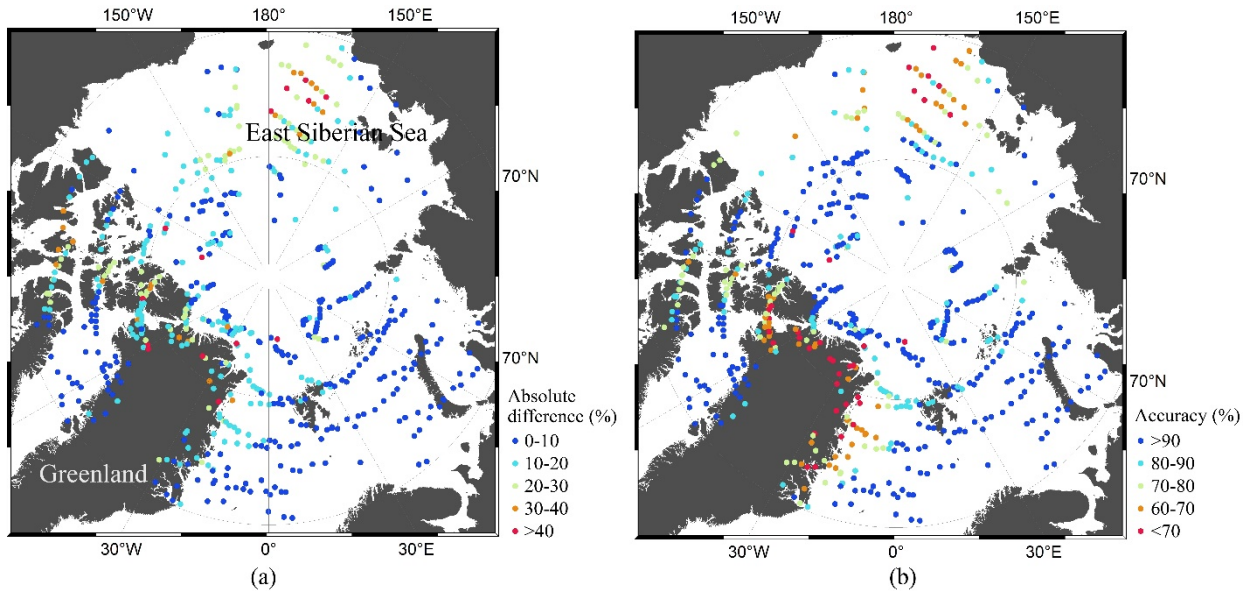 150°W 180° 150°E
East Siberian Sea
70°N
70°N
Greenland
Absolute
difference (%)
0-10
10-20
20-30
30-40
>40
30°W 0° 30°E
(a)
150°W 180° 150°E
70°N
70°N
Accuracy (%)
>90
80-90
70-80
60-70
<70
30°W 0° 30°E
(b)